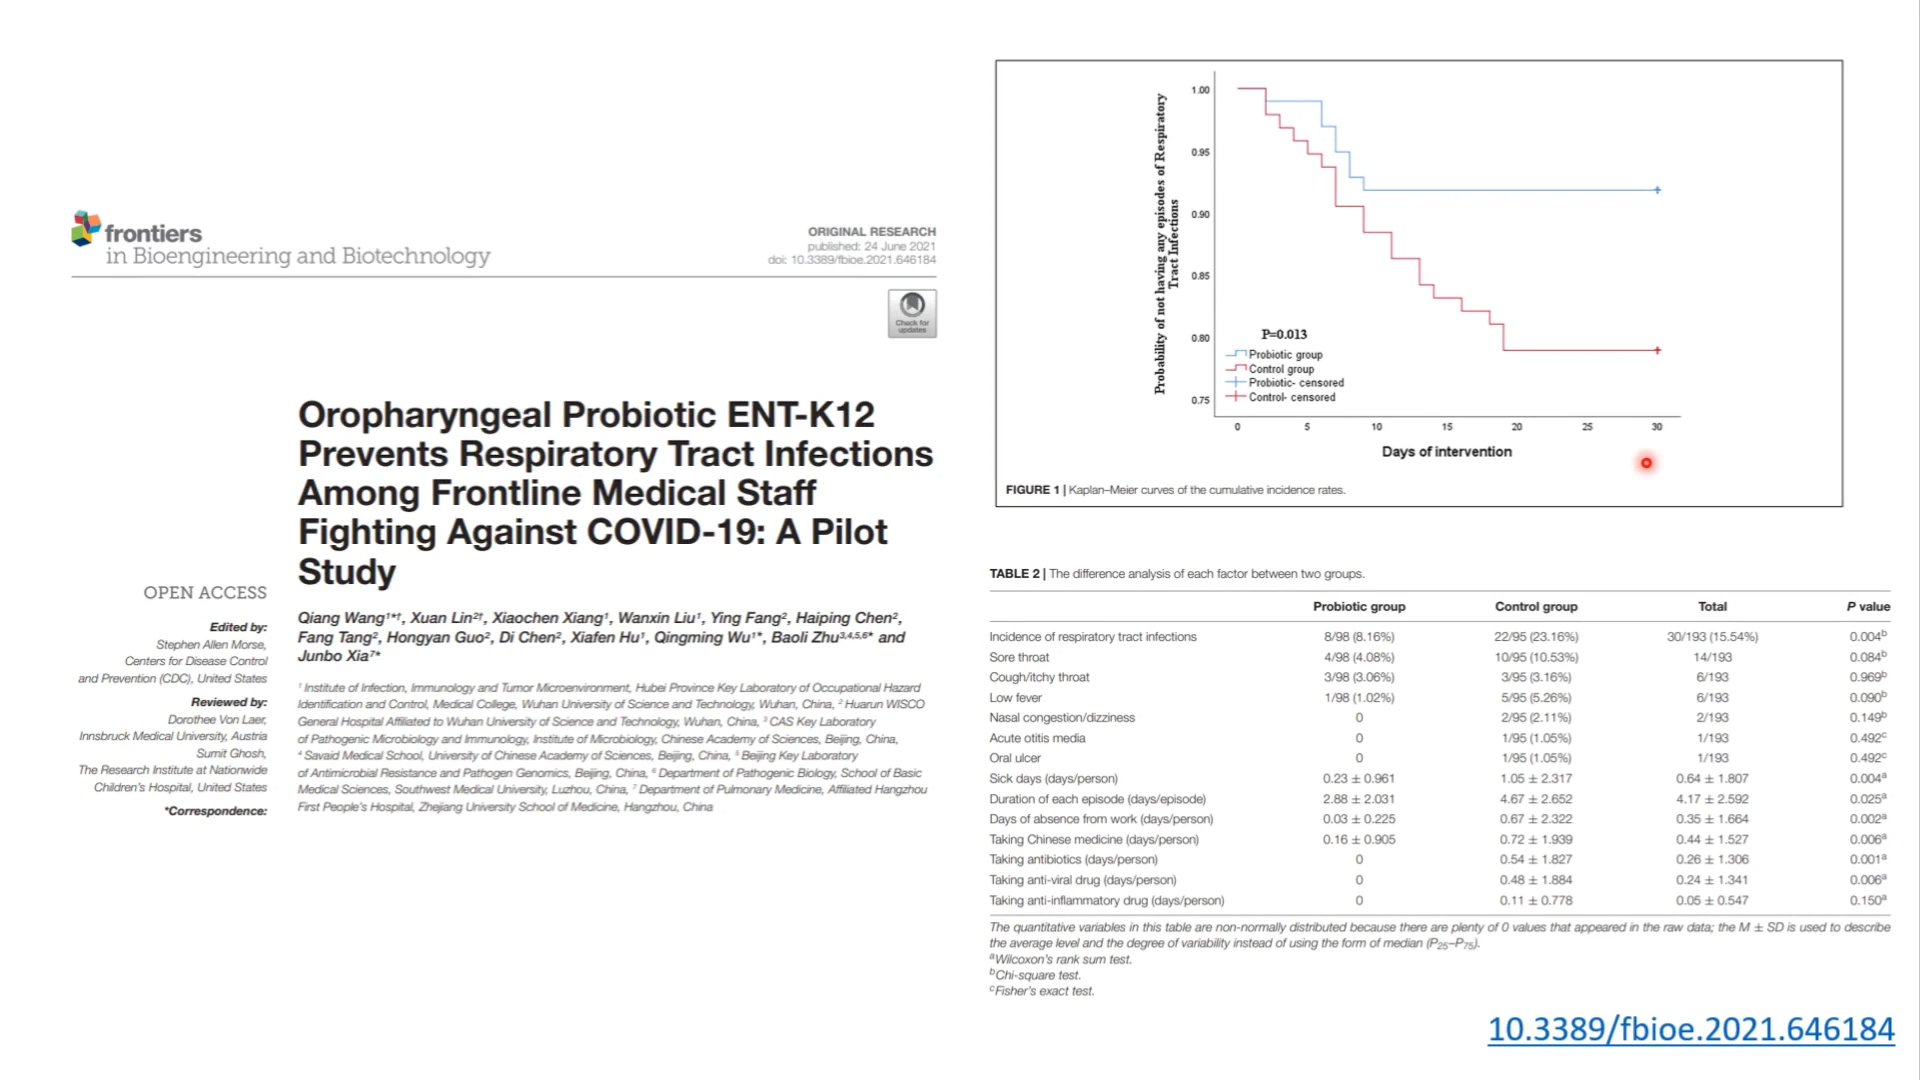 frontiers
in Bioengineering and Biotechnology
ORIGINAL RESEARCH
published: 24 June 2021
doi: 10.3389/fbioe.2021.646184
Check for
updates
Oropharyngeal Probiotic ENT-K12
Prevents Respiratory Tract Infections
Among Frontline Medical Staff
Fighting Against COVID-19: A Pilot
Study
Qiang Wang¹*†, Xuan Lin²†, Xiaochen Xiang¹, Wanxin Liu¹, Ying Fang², Haiping Chen²,
Fang Tang², Hongyan Guo², Di Chen², Xiafen Hu¹, Qingming Wu¹*, Baoli Zhu³,⁴,⁵,⁶* and
Junbo Xia⁷*
¹ Institute of Infection, Immunology and Tumor Microenvironment, Hubei Province Key Laboratory of Occupational Hazard
Identification and Control, Medical College, Wuhan University of Science and Technology, Wuhan, China, ² Huarun WISCO
General Hospital Affiliated to Wuhan University of Science and Technology, Wuhan, China, ³ CAS Key Laboratory
of Pathogenic Microbiology and Immunology, Institute of Microbiology, Chinese Academy of Sciences, Beijing, China,
⁴ Savaid Medical School, University of Chinese Academy of Sciences, Beijing, China, ⁵ Beijing Key Laboratory
of Antimicrobial Resistance and Pathogen Genomics, Beijing, China, ⁶ Department of Pathogenic Biology, School of Basic
Medical Sciences, Southwest Medical University, Luzhou, China, ⁷ Department of Pulmonary Medicine, Affiliated Hangzhou
First People's Hospital, Zhejiang University School of Medicine, Hangzhou, China
OPEN ACCESS
Edited by:
Stephen Allen Morse,
Centers for Disease Control
and Prevention (CDC), United States
Reviewed by:
Dorothee Von Laer,
Innsbruck Medical University, Austria
Sumit Ghosh,
The Research Institute at Nationwide
Children's Hospital, United States
*Correspondence:
Probability of not having any episodes of Respiratory
Tract Infections
1.00
0.95
0.90
0.85
0.80
0.75
P=0.013
Probiotic group
Control group
Probiotic- censored
Control- censored
0 5 10 15 20 25 30
Days of intervention
FIGURE 1 | Kaplan–Meier curves of the cumulative incidence rates.
TABLE 2 | The difference analysis of each factor between two groups.
Probiotic group Control group Total P value
Incidence of respiratory tract infections 8/98 (8.16%) 22/95 (23.16%) 30/193 (15.54%) 0.004ᵇ
Sore throat 4/98 (4.08%) 10/95 (10.53%) 14/193 0.084ᵇ
Cough/itchy throat 3/98 (3.06%) 3/95 (3.16%) 6/193 0.969ᵇ
Low fever 1/98 (1.02%) 5/95 (5.26%) 6/193 0.090ᵇ
Nasal congestion/dizziness 0 2/95 (2.11%) 2/193 0.149ᵇ
Acute otitis media 0 1/95 (1.05%) 1/193 0.492ᶜ
Oral ulcer 0 1/95 (1.05%) 1/193 0.492ᶜ
Sick days (days/person) 0.23 ± 0.961 1.05 ± 2.317 0.64 ± 1.807 0.004ᵃ
Duration of each episode (days/episode) 2.88 ± 2.031 4.67 ± 2.652 4.17 ± 2.592 0.025ᵃ
Days of absence from work (days/person) 0.03 ± 0.225 0.67 ± 2.322 0.35 ± 1.664 0.002ᵃ
Taking Chinese medicine (days/person) 0.16 ± 0.905 0.72 ± 1.939 0.44 ± 1.527 0.006ᵃ
Taking antibiotics (days/person) 0 0.54 ± 1.827 0.26 ± 1.306 0.001ᵃ
Taking anti-viral drug (days/person) 0 0.48 ± 1.884 0.24 ± 1.341 0.006ᵃ
Taking anti-inflammatory drug (days/person) 0 0.11 ± 0.778 0.05 ± 0.547 0.150ᵃ
The quantitative variables in this table are non-normally distributed because there are plenty of 0 values that appeared in the raw data; the M ± SD is used to describe
the average level and the degree of variability instead of using the form of median (P₂₅–P₇₅).
ᵃWilcoxon's rank sum test.
ᵇChi-square test.
ᶜFisher's exact test.
10.3389/fbioe.2021.646184